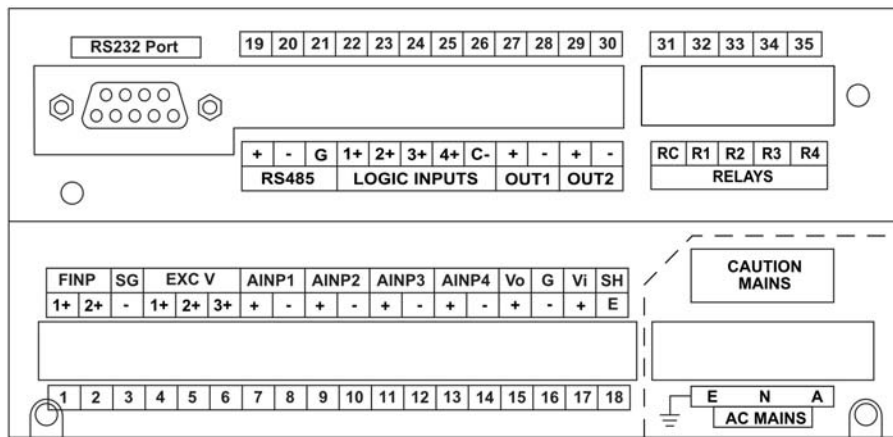 RS232 Port
19 20 21 22 23 24 25 26 27 28 29 30
31 32 33 34 35
+ - G 1+ 2+ 3+ 4+ C- + - + -
RS485 LOGIC INPUTS OUT1 OUT2
RC R1 R2 R3 R4
RELAYS
FINP SG EXC V AINP1 AINP2 AINP3 AINP4 Vo G Vi SH
1+ 2+ - 1+ 2+ 3+ + - + - + - + - + - + E
CAUTION
MAINS
1 2 3 4 5 6 7 8 9 10 11 12 13 14 15 16 17 18
E N A
AC MAINS